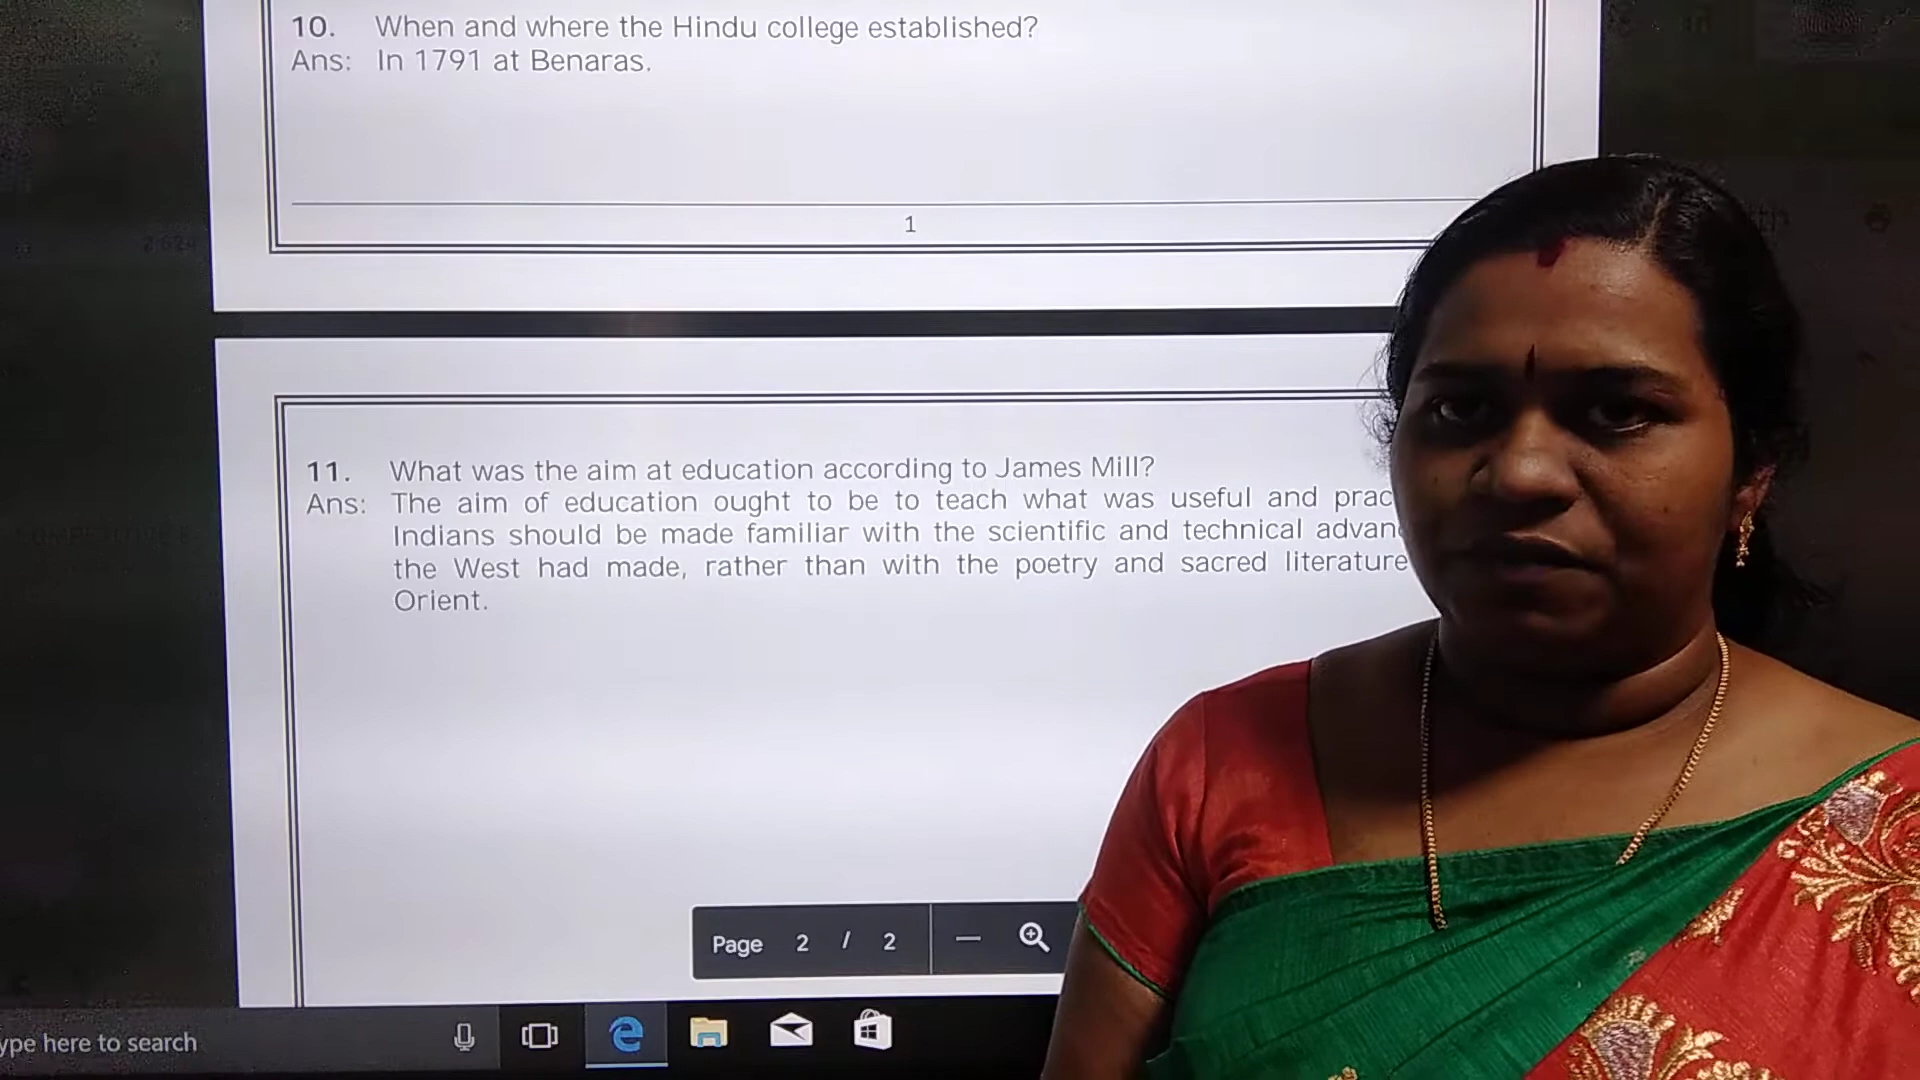 10. When and where the Hindu college established?
Ans: In 1791 at Benaras.
1
11. What was the aim at education according to James Mill?
Ans: The aim of education ought to be to teach what was useful and prac
Indians should be made familiar with the scientific and technical advan
the West had made, rather than with the poetry and sacred literature
Orient.
Page 2 / 2
ype here to search